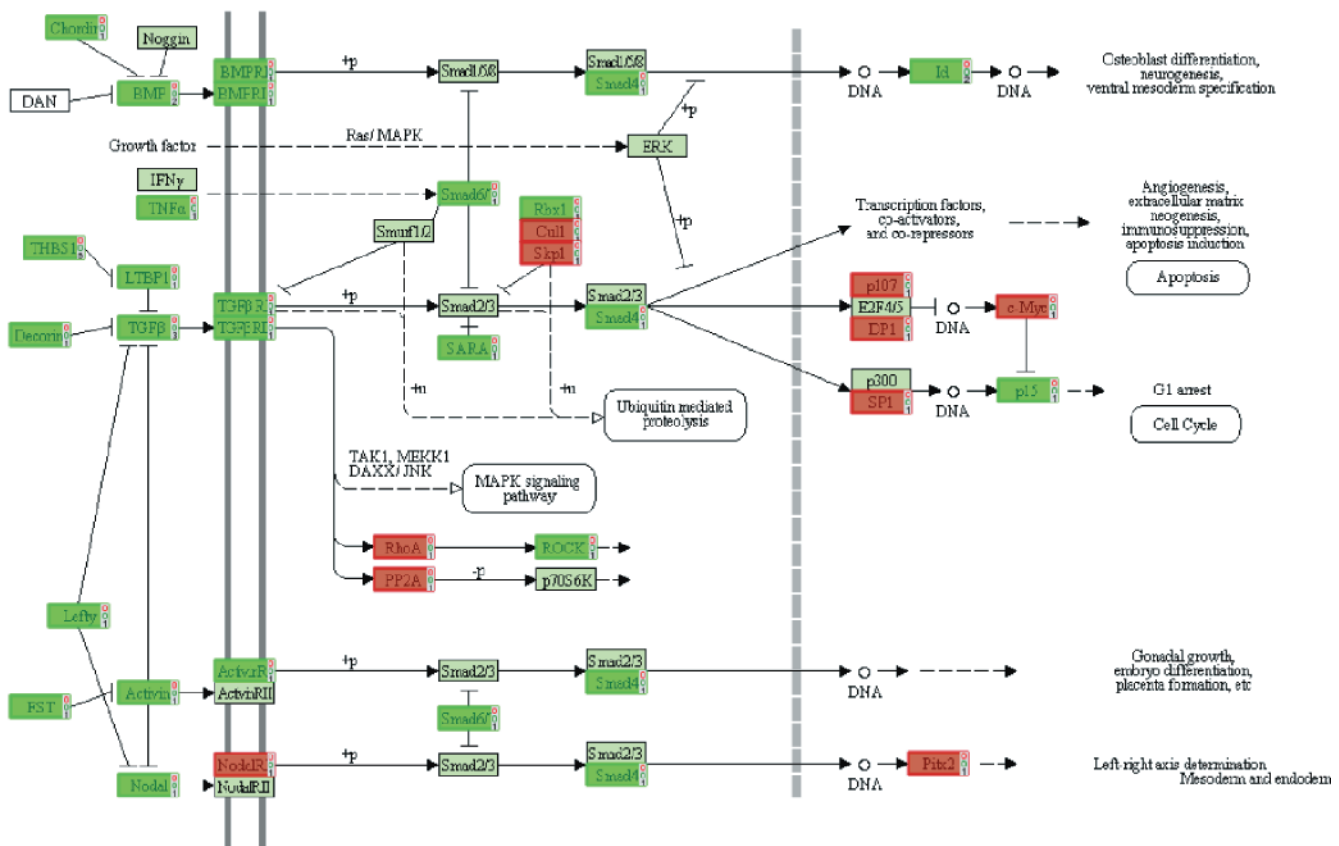 Chordin
Noggin
BMPRI
+p
Smad1/5/8
Smad1/5/8
Smad4
DNA
Id
DNA
Osteoblast differentiation,
neurogenesis,
ventral mesoderm specification
DAN
BMP
BMPRI
Growth factor
Ras/ MAPK
ERK
+p
IFNγ
TNFα
Smad6/
Rbx1
Cul1
Skp1
+p
Transcription factors,
co-activators,
and co-repressors
Angiogenesis,
extracellular matrix
neogenesis,
immunosuppression,
apoptosis induction
Apoptosis
Smurf1/2
THBS1
LTBP1
TGFβ R
+p
Smad2/3
Smad2/3
Smad4
p107
E2F4/5
DP1
DNA
c-Myc
Decorin
TGFβ
TGFβ RI
SARA
+u
+u
Ubiquitin mediated
proteolysis
p300
SP1
DNA
p15
G1 arrest
Cell Cycle
TAK1, MEKK1
DAXX/ JNK
MAPK signaling
pathway
RhoA
ROCK
PP2A
-p
p70S6K
Lefty
FST
Activin
ActivinR
ActivinRII
+p
Smad2/3
Smad2/3
Smad4
DNA
Gonadal growth,
embryo differentiation,
placenta formation, etc
Smad6/
Nodal
NodalR
NodalRII
+p
Smad2/3
Smad2/3
Smad4
DNA
Pitx2
Left-right axis determination
Mesoderm and endoderm